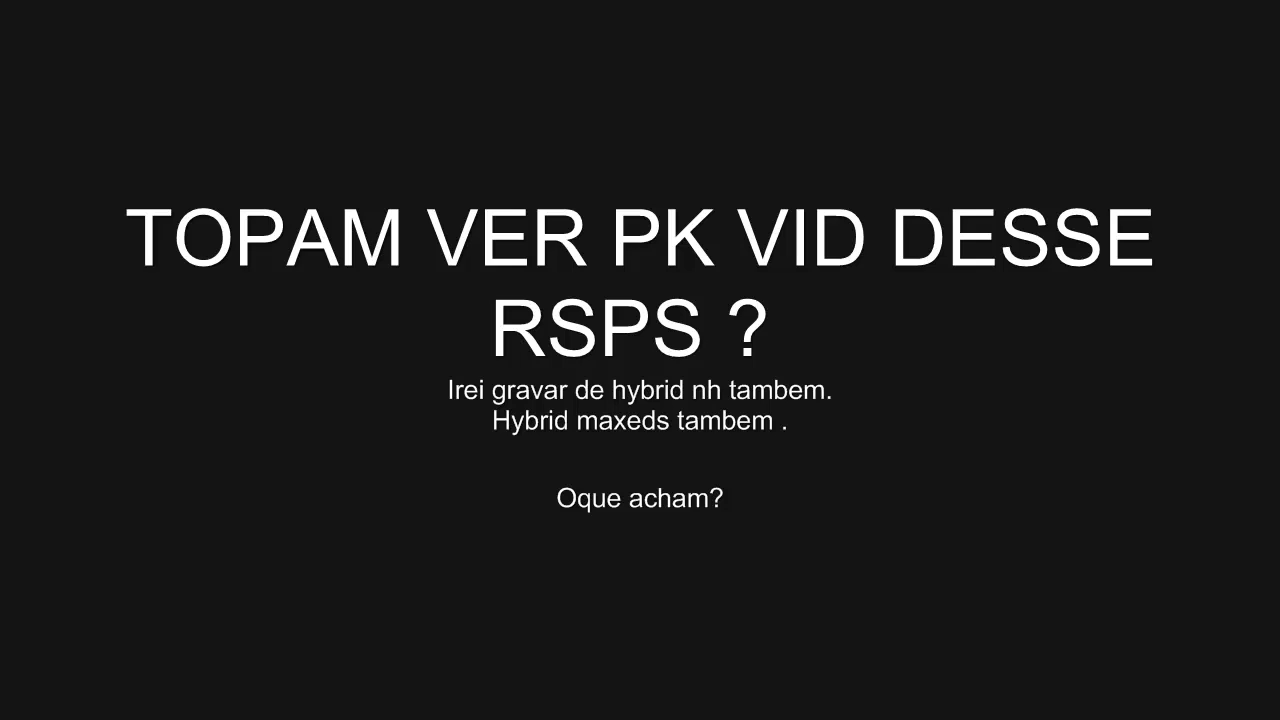 TOPAM VER PK VID DESSE
RSPS ?
Irei gravar de hybrid nh tambem.
Hybrid maxeds tambem .
Oque acham?